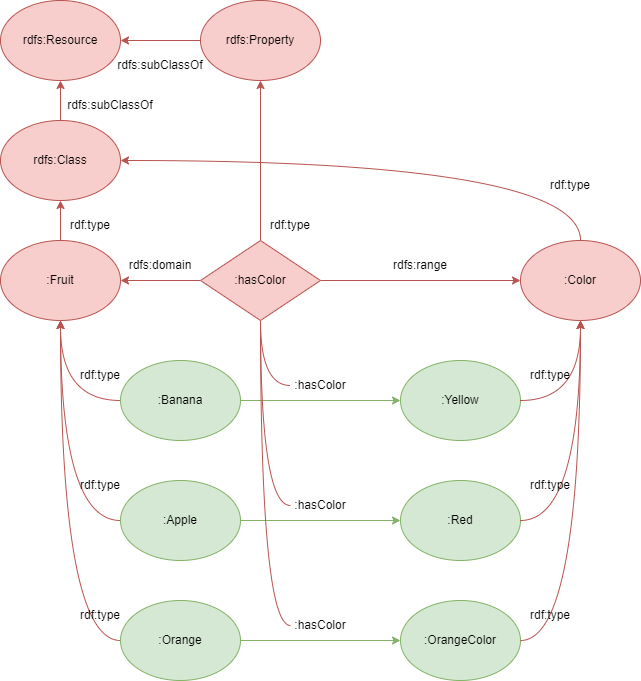 rdfs:Resource
rdfs:Property
rdfs:subClassOf
rdfs:subClassOf
rdfs:Class
rdf:type
rdf:type
rdf:type
rdfs:domain
rdfs:range
:Fruit
:hasColor
:Color
rdf:type
:hasColor
rdf:type
:Banana
:Yellow
rdf:type
:hasColor
rdf:type
:Apple
:Red
rdf:type
:hasColor
rdf:type
:Orange
:OrangeColor